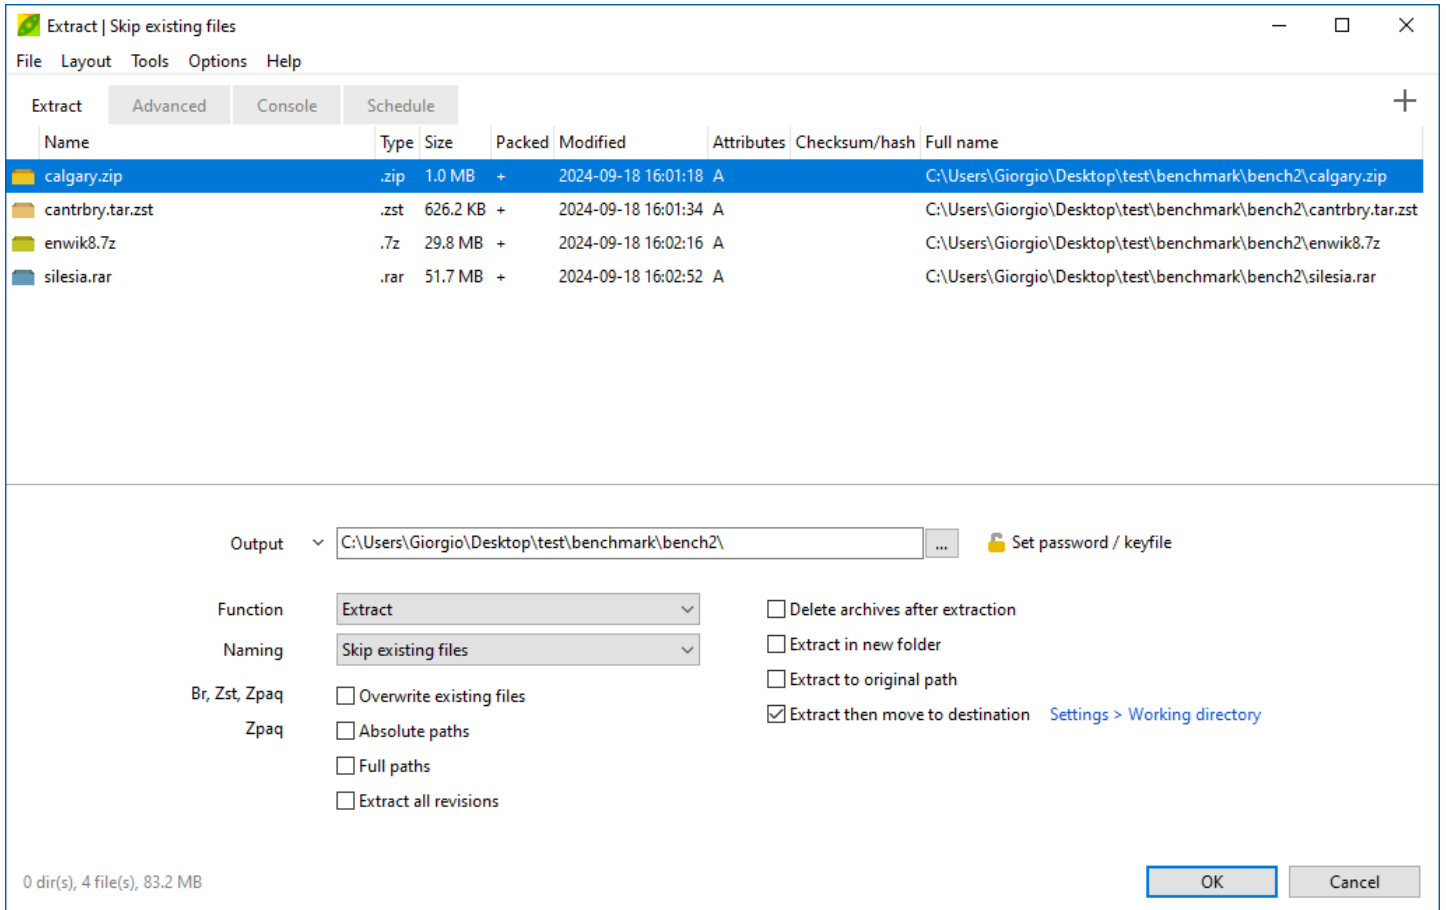 Extract | Skip existing files
File Layout Tools Options Help
Extract Advanced Console Schedule
Name Type Size Packed Modified Attributes Checksum/hash Full name
calgary.zip .zip 1.0 MB + 2024-09-18 16:01:18 A C:\Users\Giorgio\Desktop\test\benchmark\bench2\calgary.zip
cantrbry.tar.zst .zst 626.2 KB + 2024-09-18 16:01:34 A C:\Users\Giorgio\Desktop\test\benchmark\bench2\cantrbry.tar.zst
enwik8.7z .7z 29.8 MB + 2024-09-18 16:02:16 A C:\Users\Giorgio\Desktop\test\benchmark\bench2\enwik8.7z
silesia.rar .rar 51.7 MB + 2024-09-18 16:02:52 A C:\Users\Giorgio\Desktop\test\benchmark\bench2\silesia.rar
Output C:\Users\Giorgio\Desktop\test\benchmark\bench2\ ... Set password / keyfile
Function Extract Delete archives after extraction
Naming Skip existing files Extract in new folder
Br, Zst, Zpaq Overwrite existing files Extract to original path
Zpaq Absolute paths Extract then move to destination Settings > Working directory
Full paths
Extract all revisions
0 dir(s), 4 file(s), 83.2 MB OK Cancel